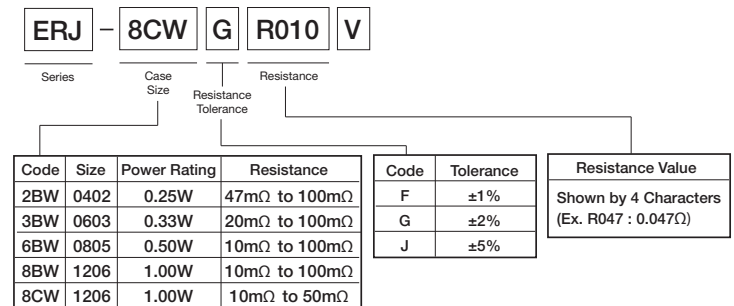 ERJ – 8CW G R010 V
Series
Case
Size
Resistance
Tolerance
Resistance
Code Size Power Rating Resistance
2BW 0402 0.25W 47mΩ to 100mΩ
3BW 0603 0.33W 20mΩ to 100mΩ
6BW 0805 0.50W 10mΩ to 100mΩ
8BW 1206 1.00W 10mΩ to 100mΩ
8CW 1206 1.00W 10mΩ to 50mΩ
Code Tolerance
F ±1%
G ±2%
J ±5%
Resistance Value
Shown by 4 Characters
(Ex. R047 : 0.047Ω)